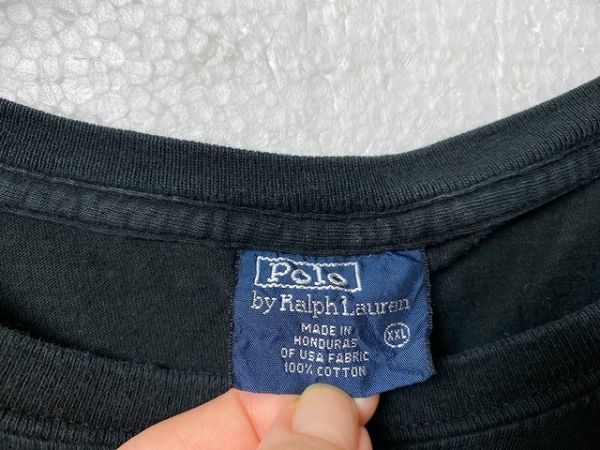 Polo
by Ralph Lauren
MADE IN
HONDURAS
OF USA FABRIC
100% COTTON
XXL